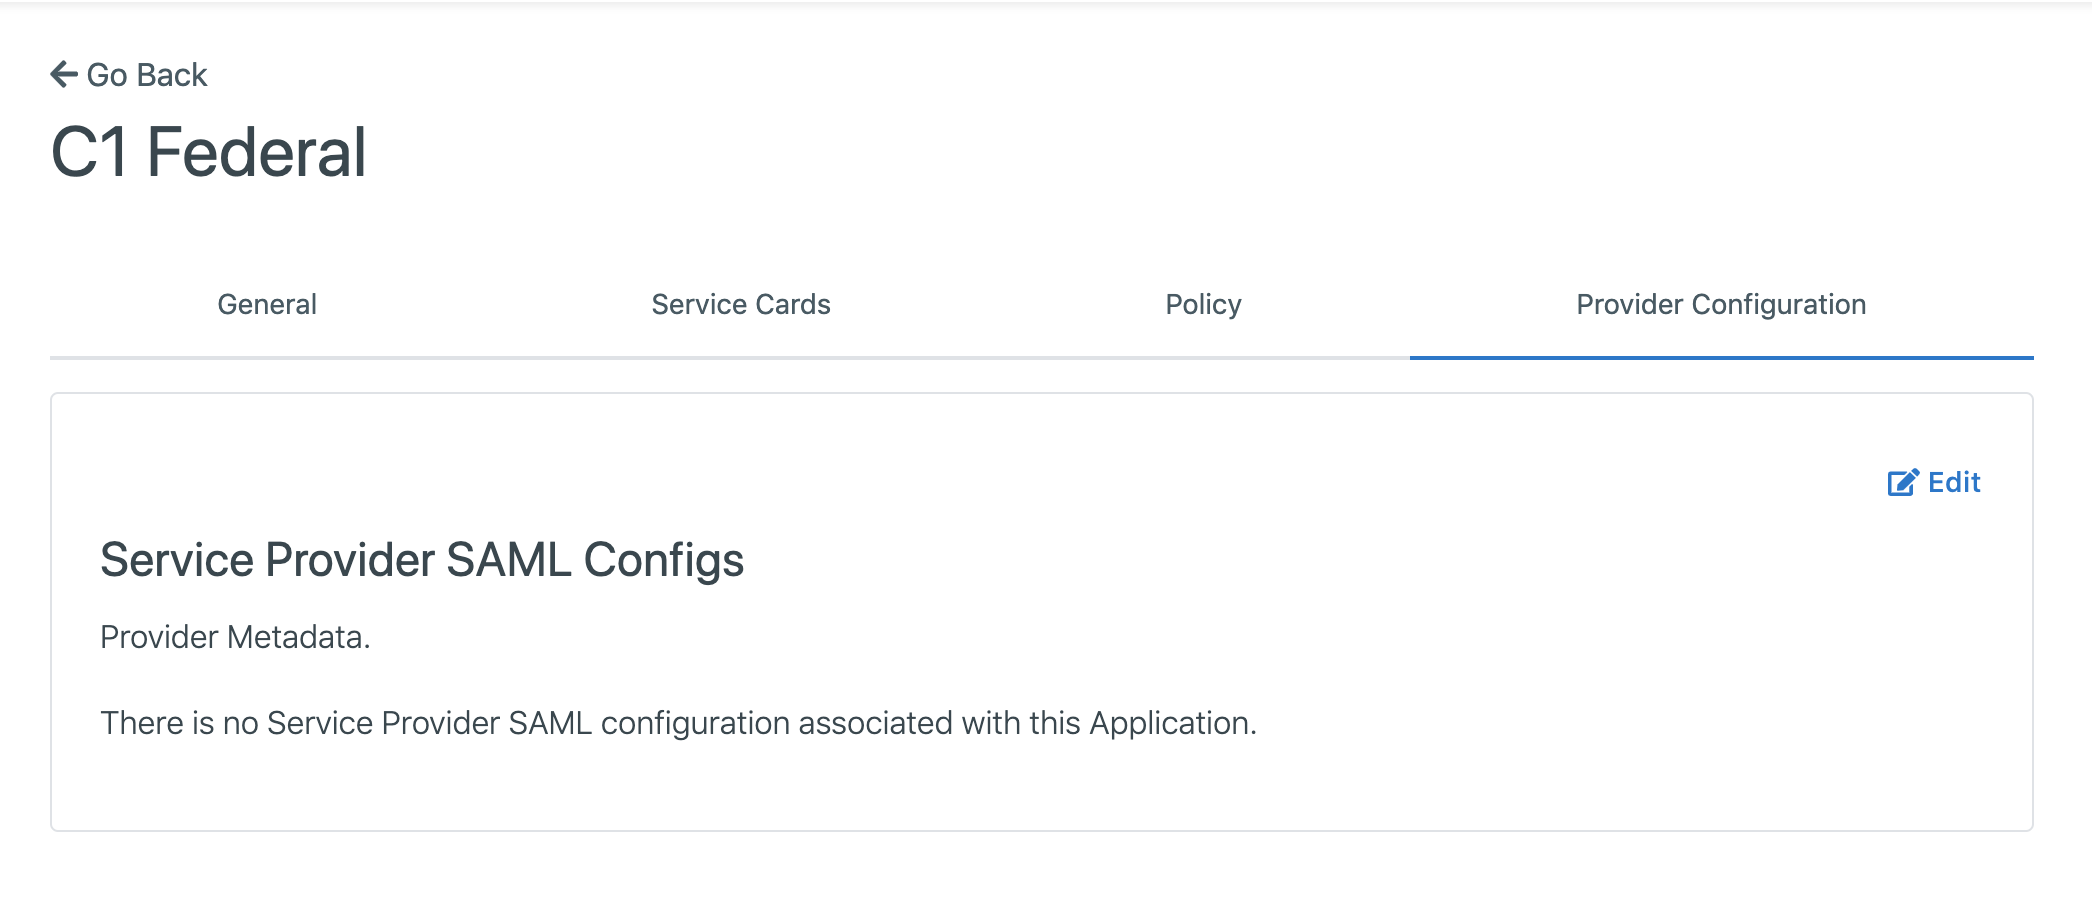 Go Back
C1 Federal
General Service Cards Policy Provider Configuration
Edit
Service Provider SAML Configs
Provider Metadata.
There is no Service Provider SAML configuration associated with this Application.